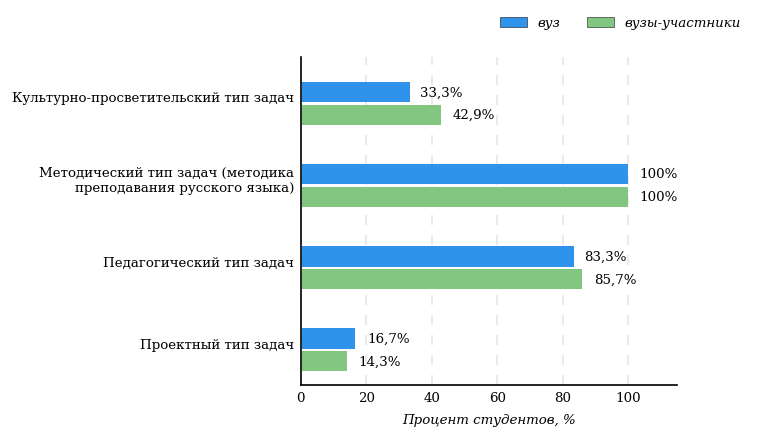 вуз вузы-участники
Культурно-просветительский тип задач
33,3%
42,9%
Методический тип задач (методика
преподавания русского языка)
100%
100%
Педагогический тип задач
83,3%
85,7%
Проектный тип задач
16,7%
14,3%
0 20 40 60 80 100
Процент студентов, %